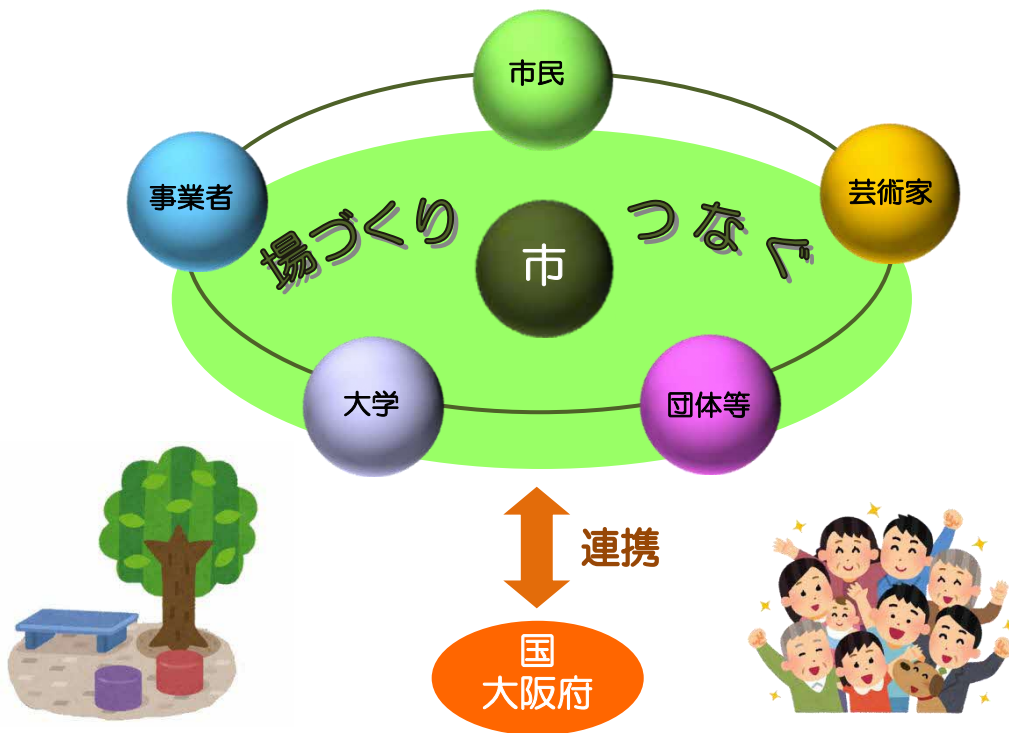 市民
事業者
芸術家
場づくり
つなぐ
市
大学
団体等
連携
国
大阪府